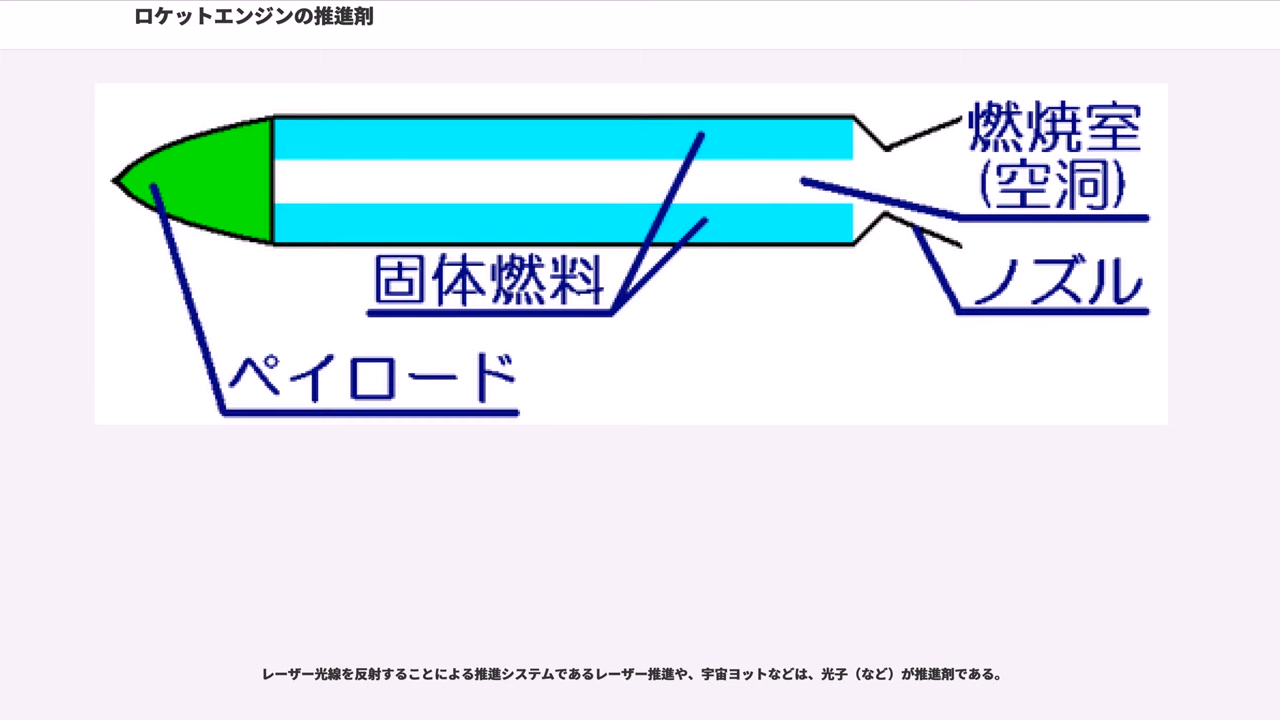 ロケットエンジンの推進剤
燃焼室
(空洞)
固体燃料
ノズル
ペイロード
レーザー光線を反射することによる推進システムであるレーザー推進や、宇宙ヨットなどは、光子（など）が推進剤である。